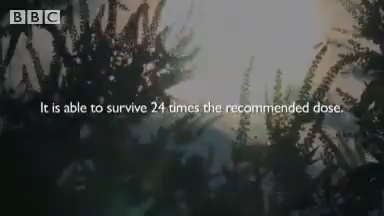 BBC
It is able to survive 24 times the recommended dose.